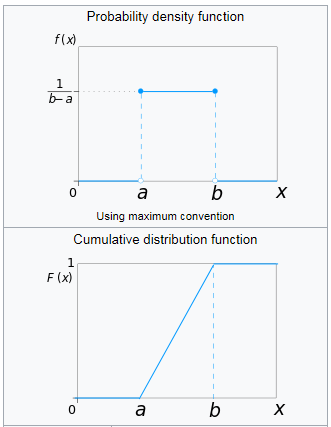 Probability density function
f(x)
1
b–a
0
a
b
x
Using maximum convention
Cumulative distribution function
1
F (x)
0
a
b
x